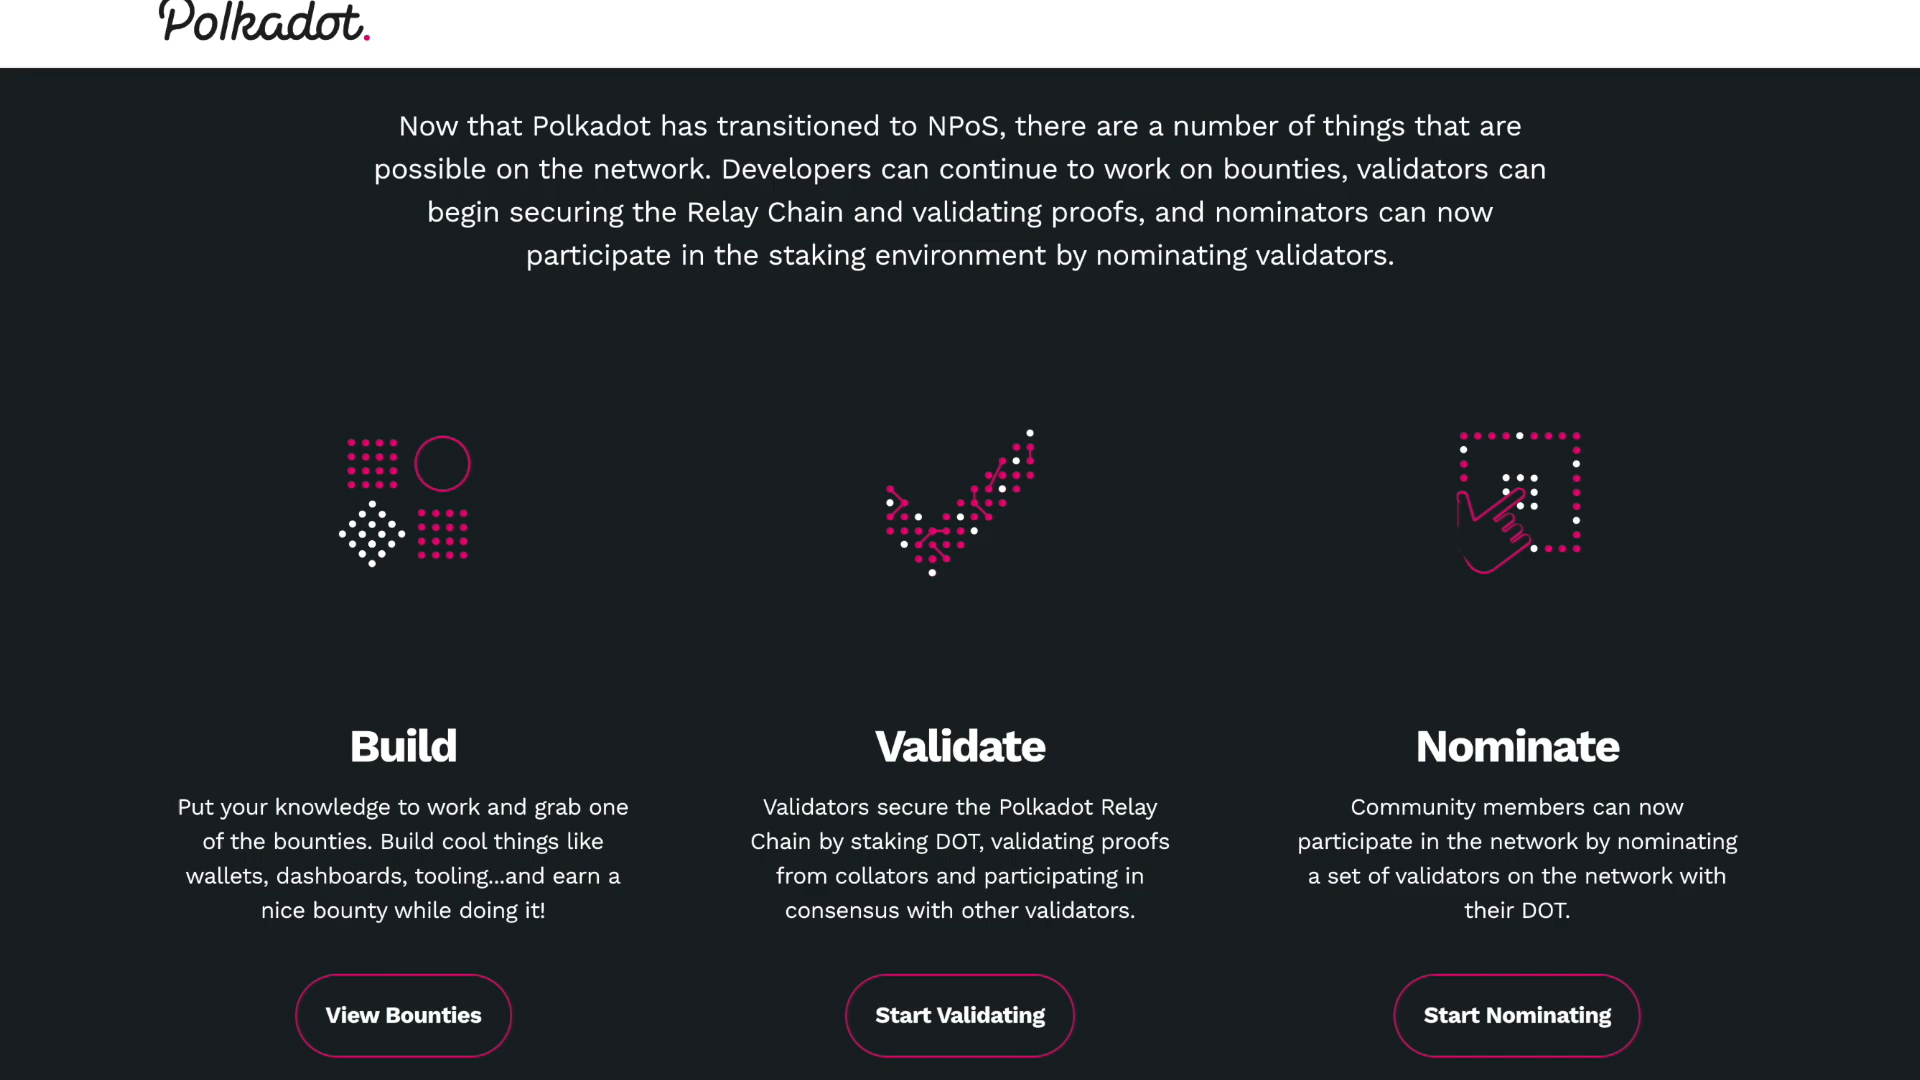 Polkadot.
Now that Polkadot has transitioned to NPoS, there are a number of things that are
possible on the network. Developers can continue to work on bounties, validators can
begin securing the Relay Chain and validating proofs, and nominators can now
participate in the staking environment by nominating validators.
Build
Put your knowledge to work and grab one
of the bounties. Build cool things like
wallets, dashboards, tooling...and earn a
nice bounty while doing it!
View Bounties
Validate
Validators secure the Polkadot Relay
Chain by staking DOT, validating proofs
from collators and participating in
consensus with other validators.
Start Validating
Nominate
Community members can now
participate in the network by nominating
a set of validators on the network with
their DOT.
Start Nominating